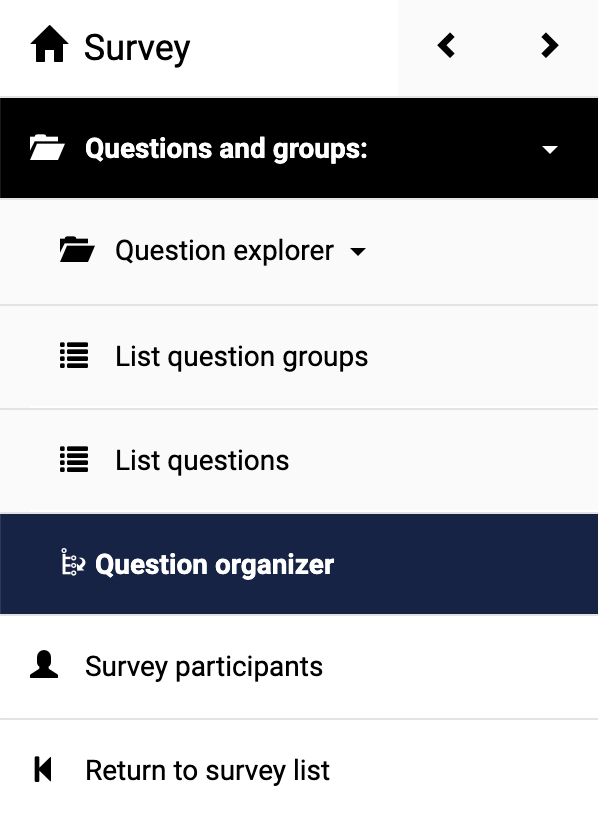 Survey
Questions and groups:
Question explorer
List question groups
List questions
Question organizer
Survey participants
Return to survey list